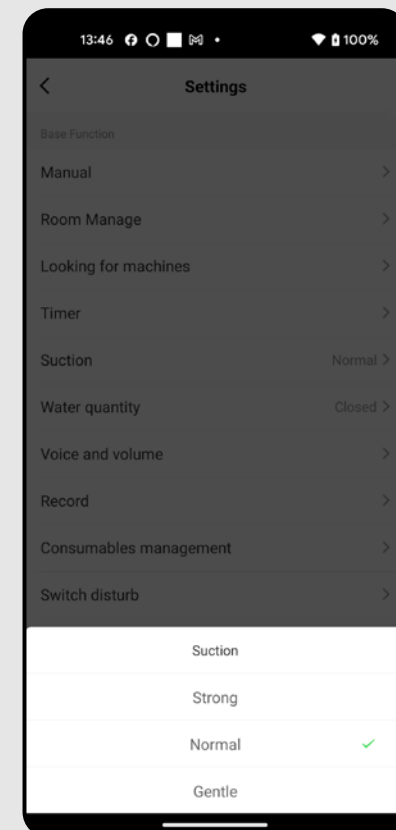 13:46 100%
Settings
Base Function
Manual
Room Manage
Looking for machines
Timer
Suction Normal
Water quantity Closed
Voice and volume
Record
Consumables management
Switch disturb
Suction
Strong
Normal
Gentle